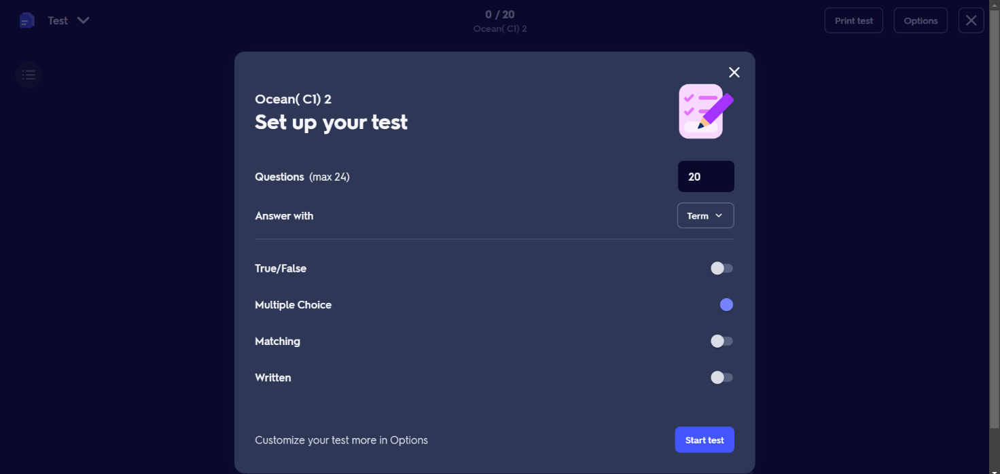 Test
0 / 20
Ocean( C1) 2
Print test
Options
Ocean( C1) 2
Set up your test
Questions (max 24)
20
Answer with
Term
True/False
Multiple Choice
Matching
Written
Customize your test more in Options
Start test